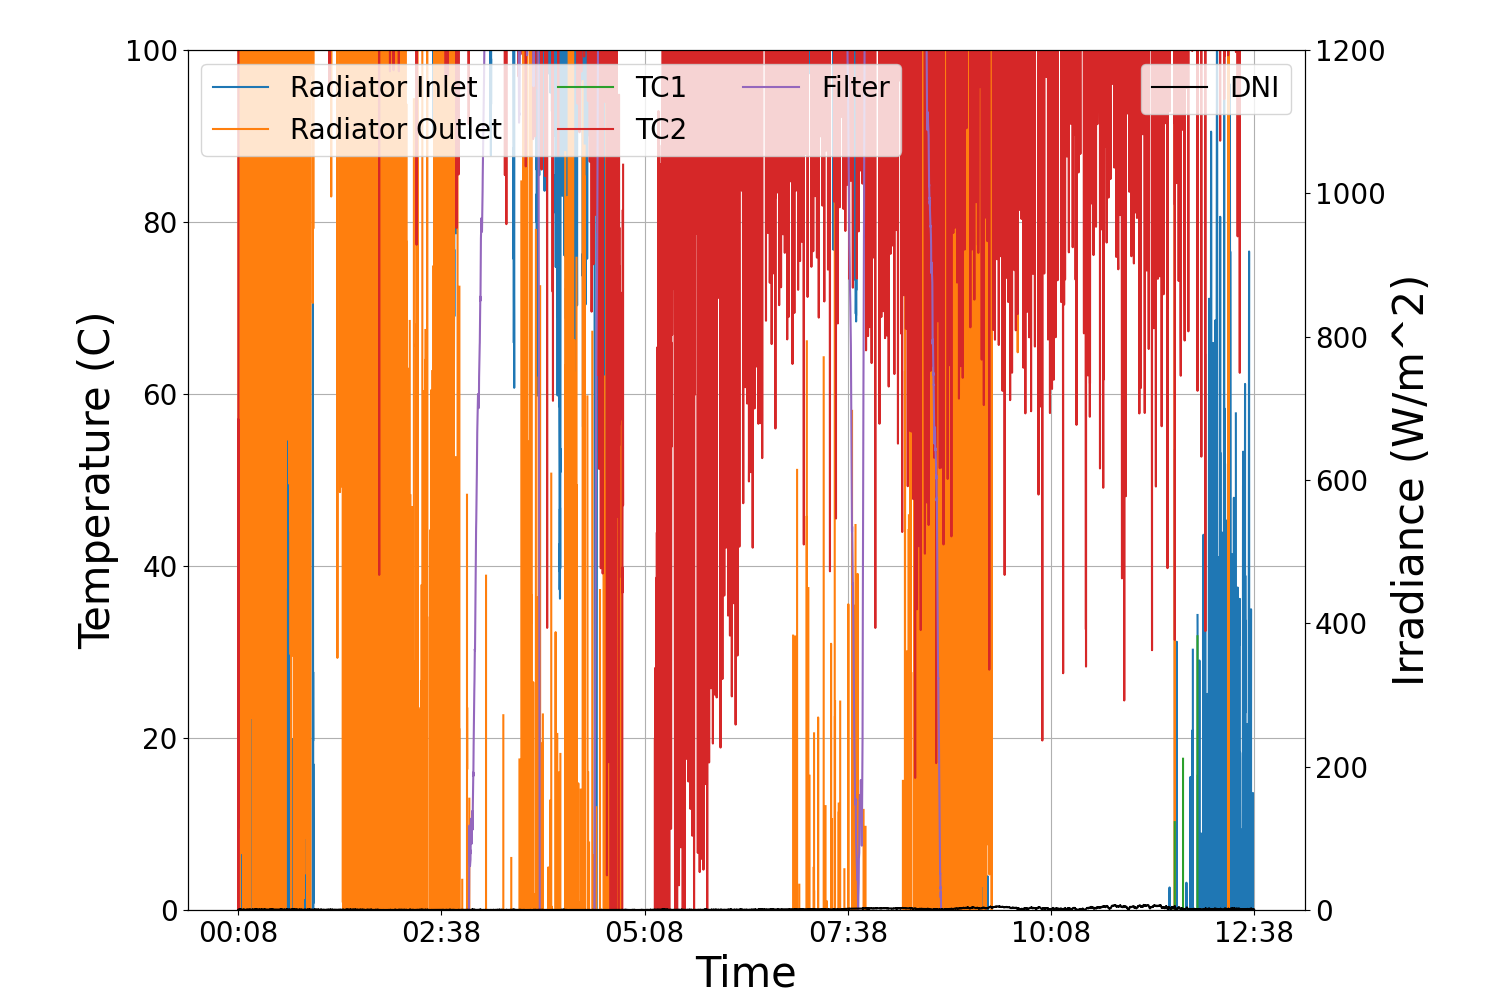 100
80
60
40
20
0
Temperature (C)
Radiator Inlet
Radiator Outlet
TC1
TC2
Filter
DNI
1200
1000
800
600
400
200
0
Irradiance (W/m^2)
00:08
02:38
05:08
07:38
10:08
12:38
Time